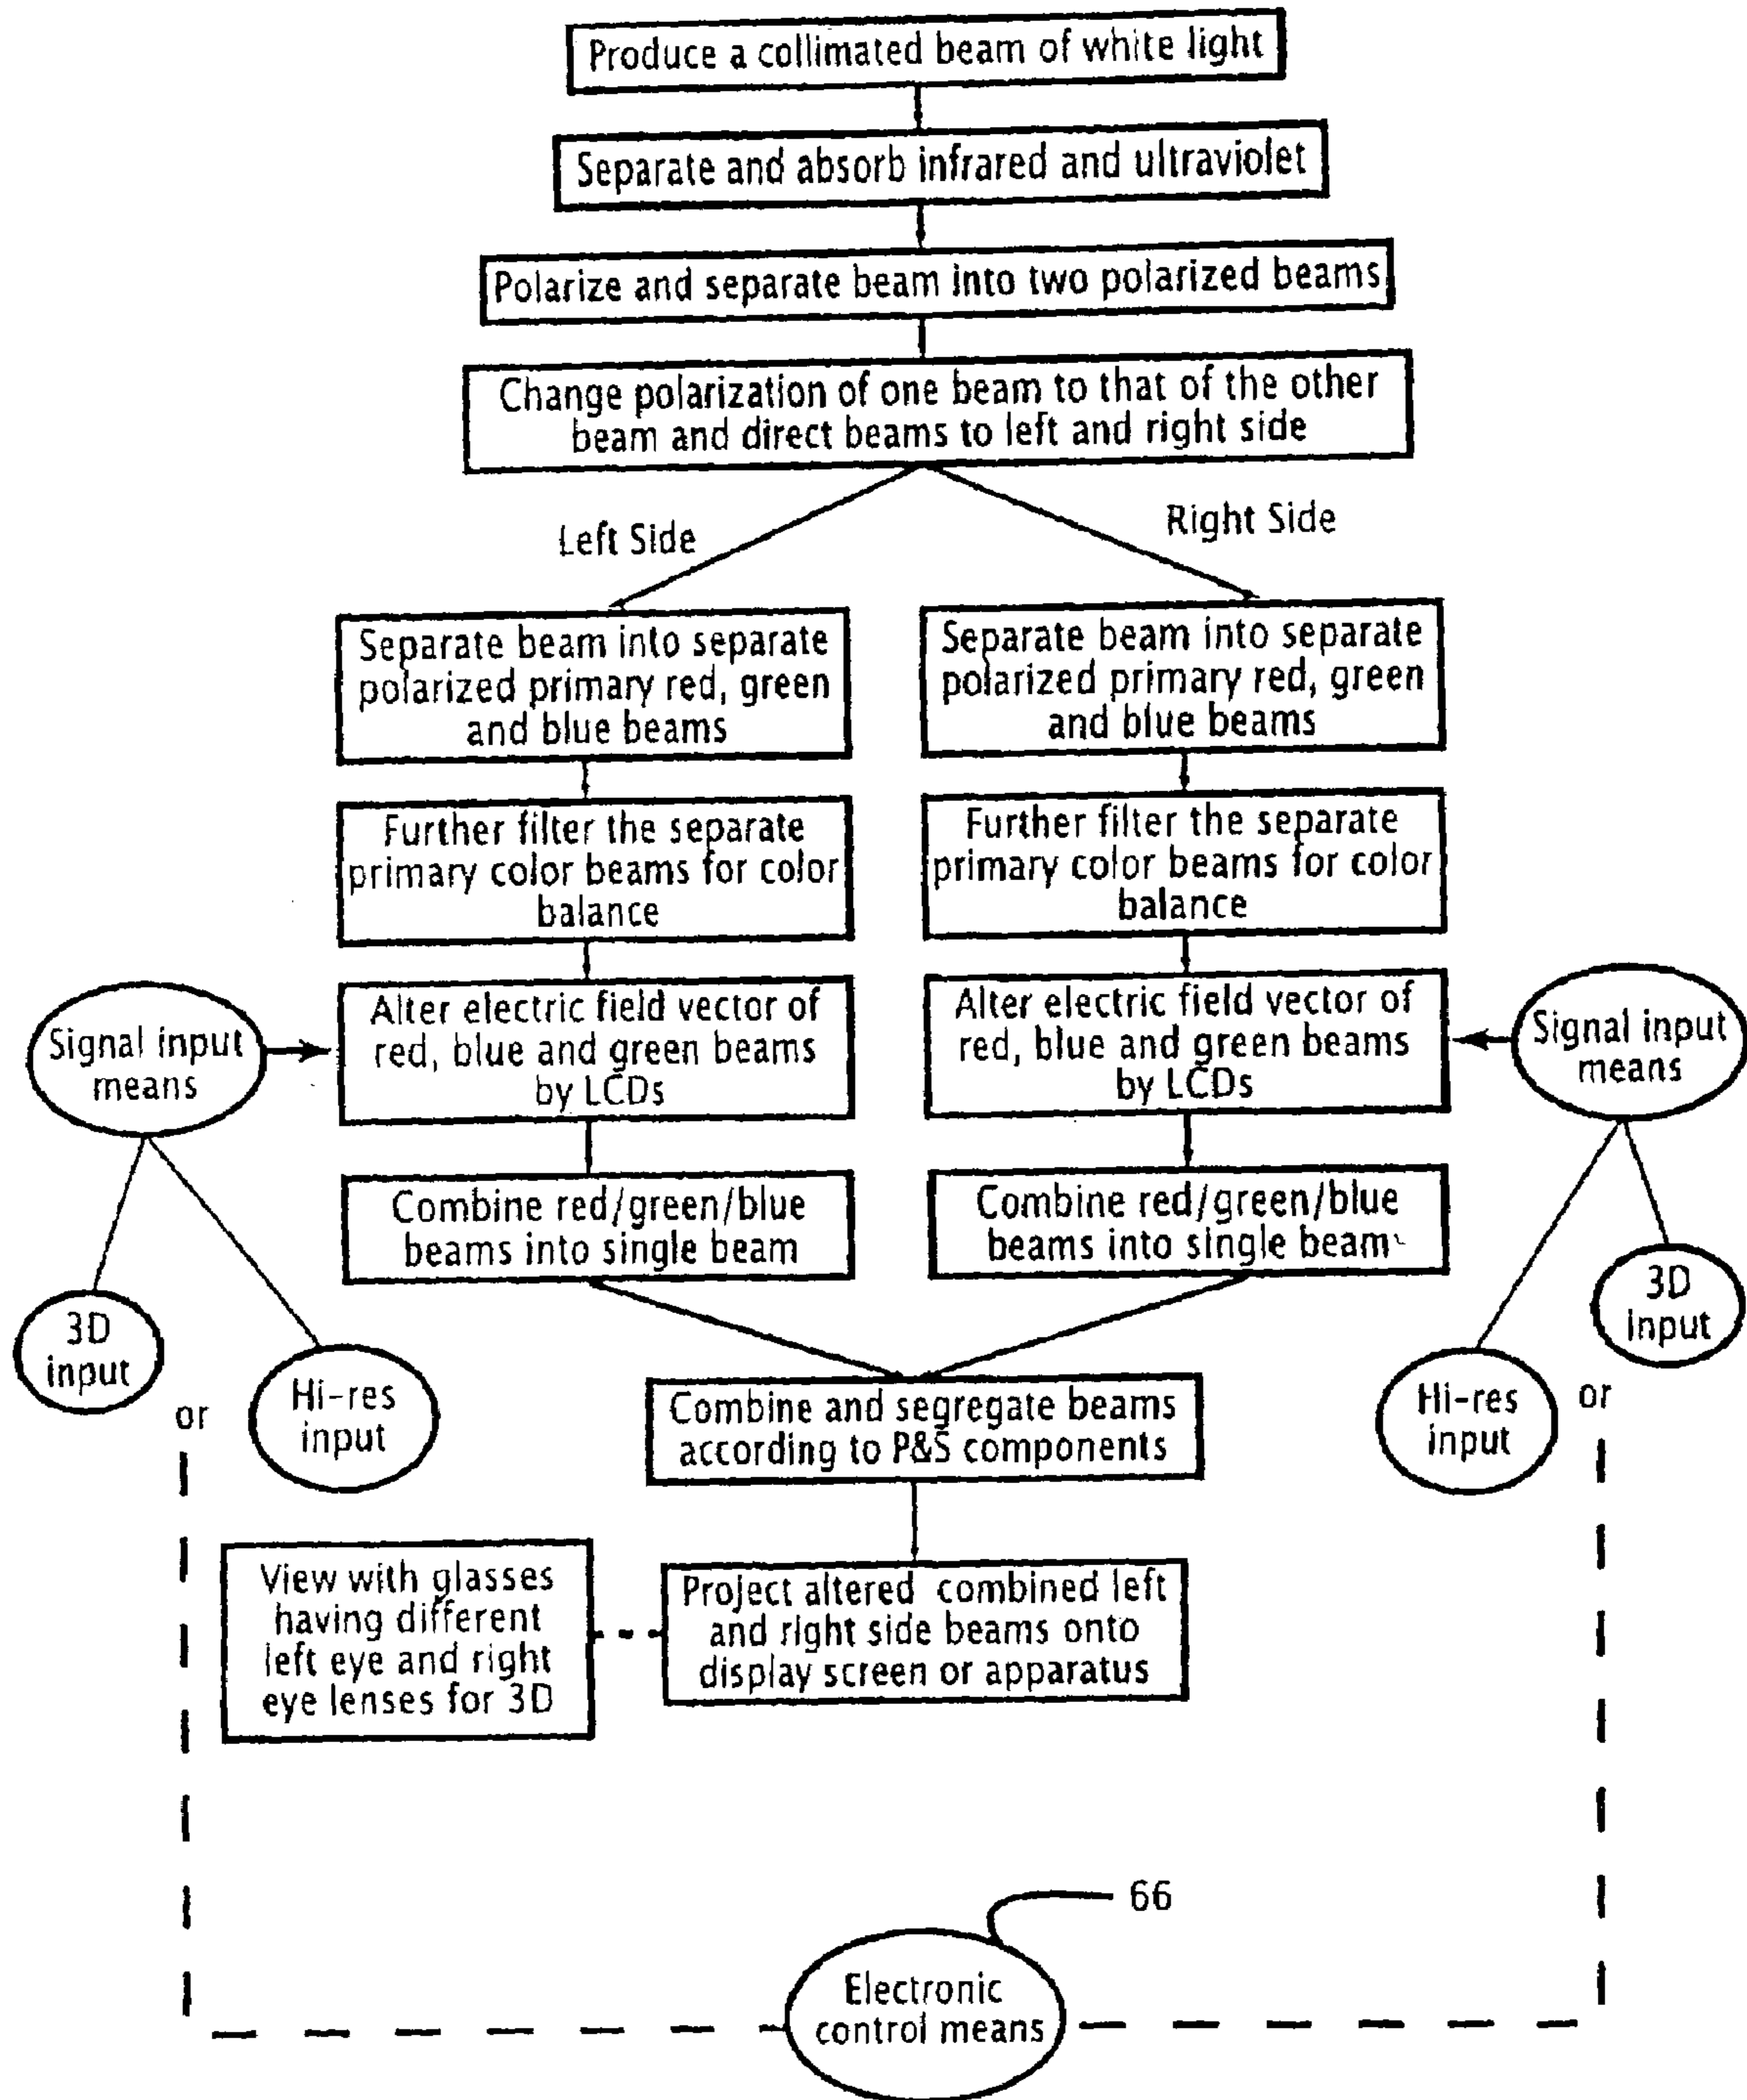 Produce a collimated beam of white light
Separate and absorb infrared and ultraviolet
Polarize and separate beam into two polarized beams
Change polarization of one beam to that of the other
beam and direct beams to left and right side
Left Side
Right Side
Separate beam into separate
polarized primary red, green
and blue beams
Separate beam into separate
polarized primary red, green
and blue beams
Further filter the separate
primary color beams for color
balance
Further filter the separate
primary color beams for color
balance
Signal input
means
Alter electric field vector of
red, blue and green beams
by LCDs
Alter electric field vector of
red, blue and green beams
by LCDs
Signal input
means
Combine red/green/blue
beams into single beam
Combine red/green/blue
beams into single beam
3D
input
or
Hi-res
input
Combine and segregate beams
according to P&S components
Hi-res
input
or
3D
input
View with glasses
having different
left eye and right
eye lenses for 3D
Project altered combined left
and right side beams onto
display screen or apparatus
66
Electronic
control means